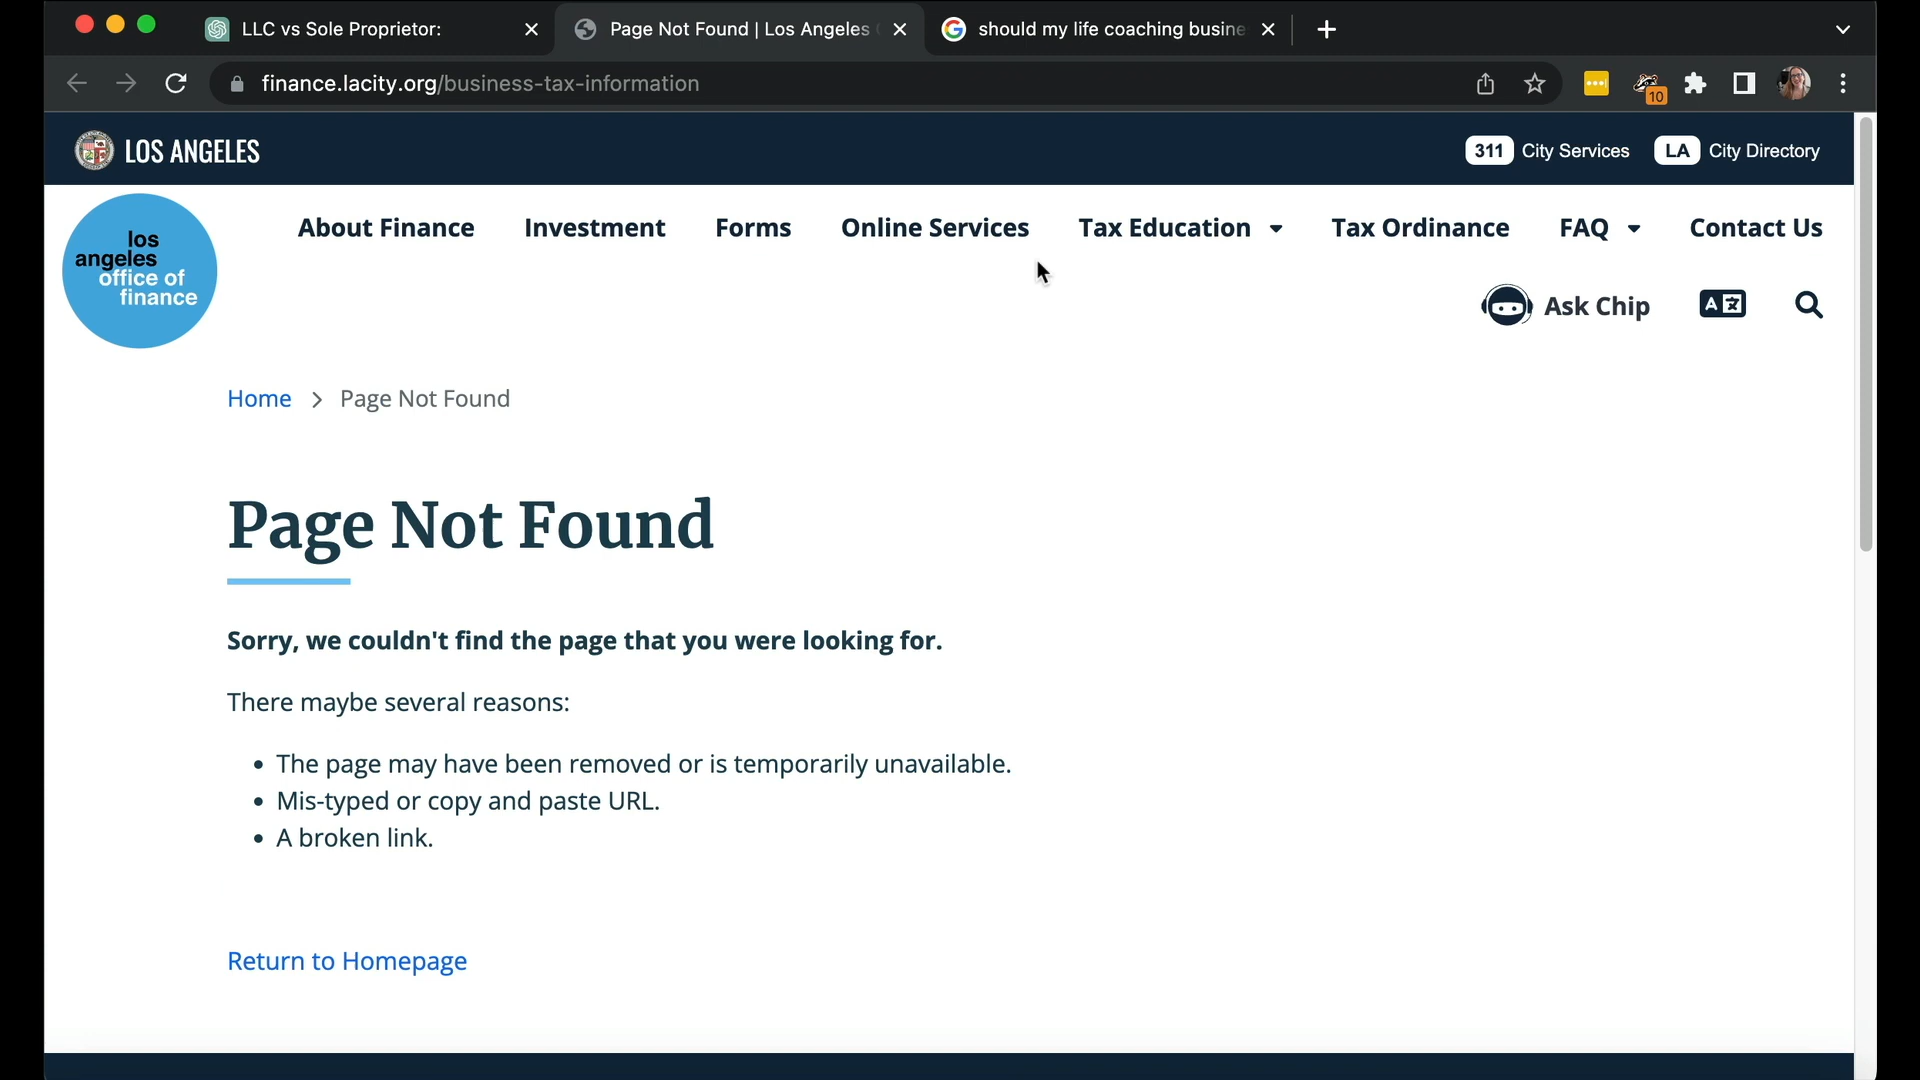 LLC vs Sole Proprietor:
Page Not Found | Los Angeles
should my life coaching busine
finance.lacity.org/business-tax-information
10
LOS ANGELES
311 City Services
LA City Directory
los
angeles
office of
finance
About Finance
Investment
Forms
Online Services
Tax Education
Tax Ordinance
FAQ
Contact Us
Ask Chip
A 文
Home > Page Not Found
Page Not Found
Sorry, we couldn't find the page that you were looking for.
There maybe several reasons:
• The page may have been removed or is temporarily unavailable.
• Mis-typed or copy and paste URL.
• A broken link.
Return to Homepage